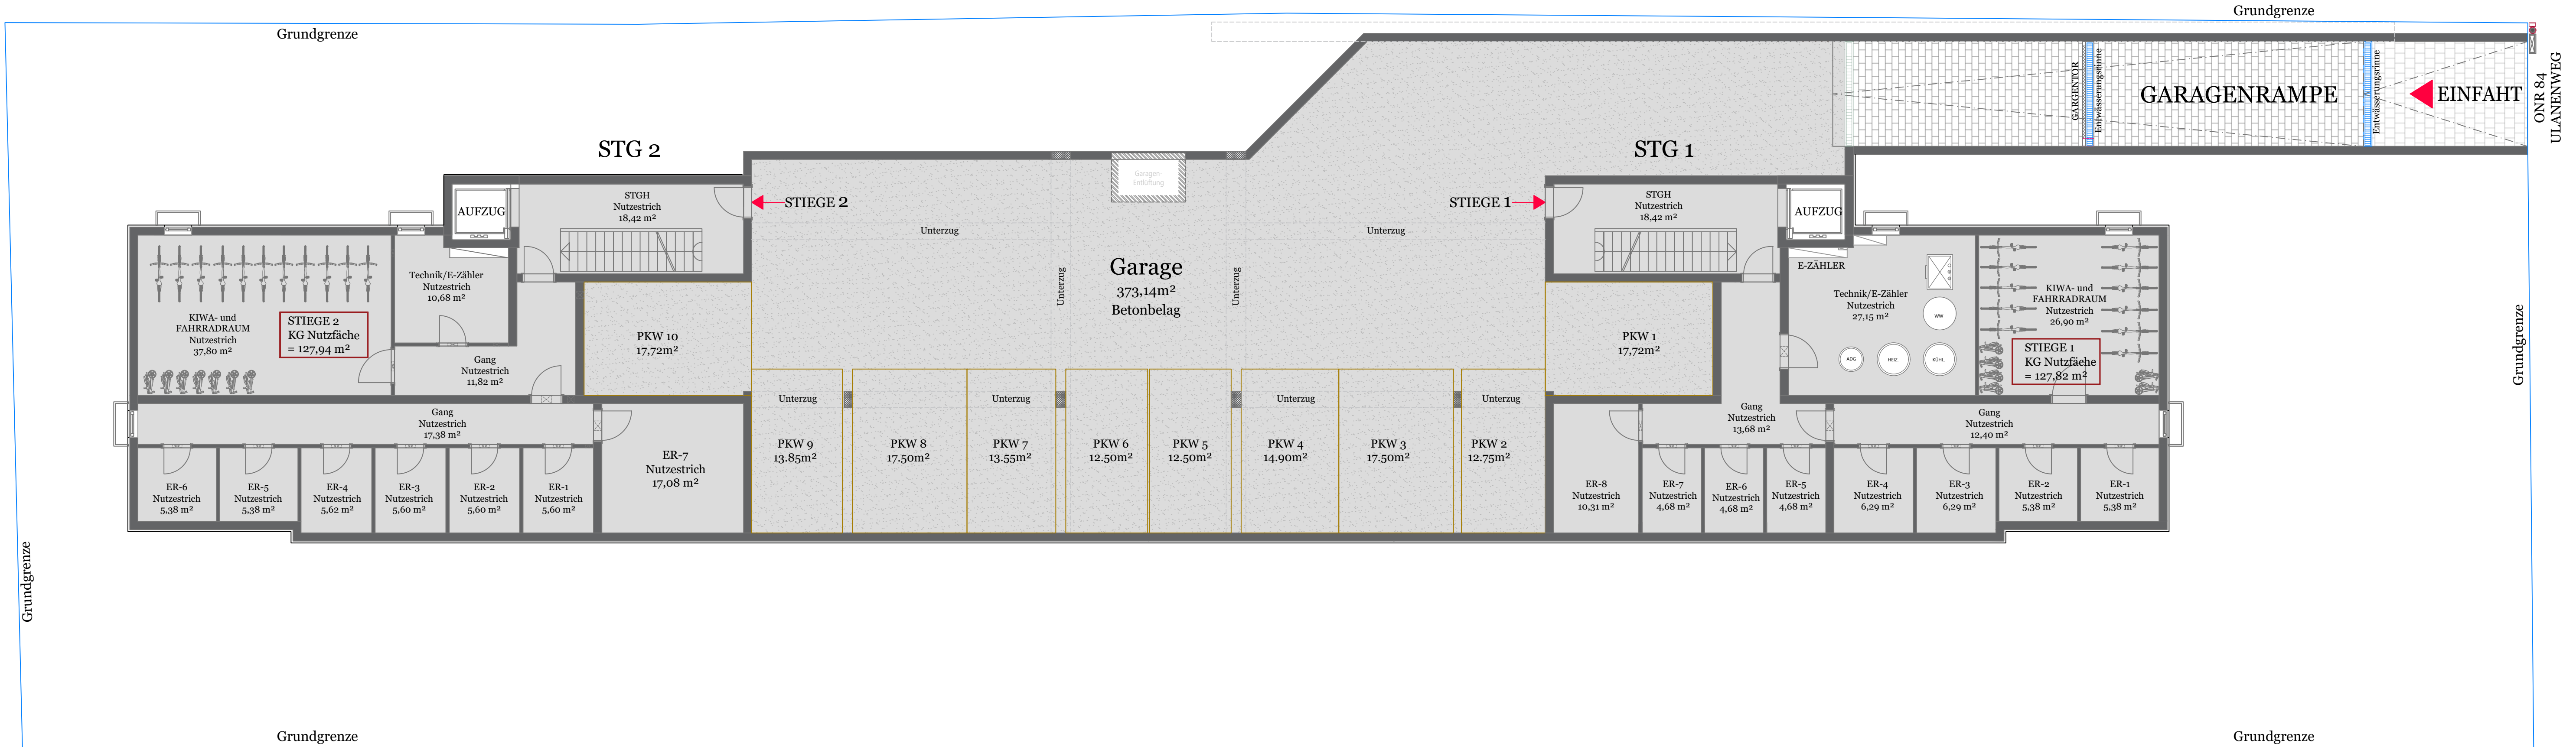 Grundgrenze
Grundgrenze
GARGENTOR
Entwässerungsrinne
GARAGENRAMPE
Entwässerungsrinne
EINFAHT
ONR 84
ULANENWEG
STG 2
STG 1
AUFZUG
STGH
Nutzestrich
18,42 m²
STIEGE 2
Garagen-
Entlüftung
STIEGE 1
STGH
Nutzestrich
18,42 m²
AUFZUG
Unterzug
Unterzug
Unterzug
Unterzug
Garage
373,14m²
Betonbelag
KIWA- und
FAHRRADRAUM
Nutzestrich
37,80 m²
STIEGE 2
KG Nutzfäche
= 127,94 m²
Technik/E-Zähler
Nutzestrich
10,68 m²
Gang
Nutzestrich
11,82 m²
PKW 10
17,72m²
PKW 1
17,72m²
E-ZÄHLER
Technik/E-Zähler
Nutzestrich
27,15 m²
WW
ADG
HEIZ.
KÜHL.
KIWA- und
FAHRRADRAUM
Nutzestrich
26,90 m²
STIEGE 1
KG Nutzfäche
= 127,82 m²
Grundgrenze
Gang
Nutzestrich
17,38 m²
Unterzug
Unterzug
Unterzug
Unterzug
Gang
Nutzestrich
13,68 m²
Gang
Nutzestrich
12,40 m²
ER-6
Nutzestrich
5,38 m²
ER-5
Nutzestrich
5,38 m²
ER-4
Nutzestrich
5,62 m²
ER-3
Nutzestrich
5,60 m²
ER-2
Nutzestrich
5,60 m²
ER-1
Nutzestrich
5,60 m²
ER-7
Nutzestrich
17,08 m²
PKW 9
13.85m²
PKW 8
17.50m²
PKW 7
13.55m²
PKW 6
12.50m²
PKW 5
12.50m²
PKW 4
14.90m²
PKW 3
17.50m²
PKW 2
12.75m²
ER-8
Nutzestrich
10,31 m²
ER-7
Nutzestrich
4,68 m²
ER-6
Nutzestrich
4,68 m²
ER-5
Nutzestrich
4,68 m²
ER-4
Nutzestrich
6,29 m²
ER-3
Nutzestrich
6,29 m²
ER-2
Nutzestrich
5,38 m²
ER-1
Nutzestrich
5,38 m²
Grundgrenze
Grundgrenze
Grundgrenze